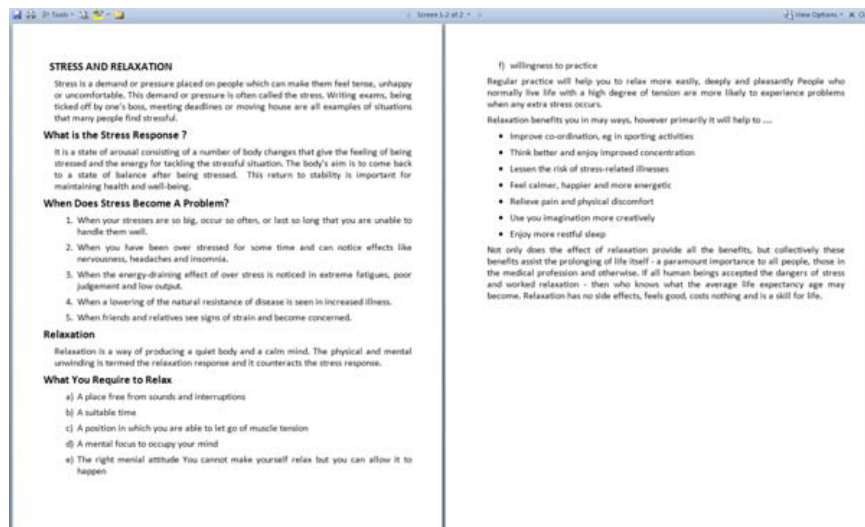 Tools
Screen 1-2 of 2
View Options
STRESS AND RELAXATION
Stress is a demand or pressure placed on people which can make them feel tense, unhappy
or uncomfortable. This demand or pressure is often called the stress. Writing exams, being
ticked off by one's boss, meeting deadlines or moving house are all examples of situations
that many people find stressful.
What is the Stress Response ?
It is a state of arousal consisting of a number of body changes that give the feeling of being
stressed and the energy for tackling the stressful situation. The body's aim is to come back
to a state of balance after being stressed. This return to stability is important for
maintaining health and well-being.
When Does Stress Become A Problem?
1. When your stresses are so big, occur so often, or last so long that you are unable to
handle them well.
2. When you have been over stressed for some time and can notice effects like
nervousness, headaches and insomnia.
3. When the energy-draining effect of over stress is noticed in extreme fatigues, poor
judgement and low output.
4. When a lowering of the natural resistance of disease is seen in increased illness.
5. When friends and relatives see signs of strain and become concerned.
Relaxation
Relaxation is a way of producing a quiet body and a calm mind. The physical and mental
unwinding is termed the relaxation response and it counteracts the stress response.
What You Require to Relax
a) A place free from sounds and interruptions
b) A suitable time
c) A position in which you are able to let go of muscle tension
d) A mental focus to occupy your mind
e) The right menial attitude You cannot make yourself relax but you can allow it to
happen
f) willingness to practice
Regular practice will help you to relax more easily, deeply and pleasantly People who
normally live life with a high degree of tension are more likely to experience problems
when any extra stress occurs.
Relaxation benefits you in may ways, however primarily it will help to ....
• Improve co-ordination, eg in sporting activities
• Think better and enjoy improved concentration
• Lessen the risk of stress-related illnesses
• Feel calmer, happier and more energetic
• Relieve pain and physical discomfort
• Use you imagination more creatively
• Enjoy more restful sleep
Not only does the effect of relaxation provide all the benefits, but collectively these
benefits assist the prolonging of life itself - a paramount importance to all people, those in
the medical profession and otherwise. If all human beings accepted the dangers of stress
and worked relaxation - then who knows what the average life expectancy age may
become. Relaxation has no side effects, feels good, costs nothing and is a skill for life.